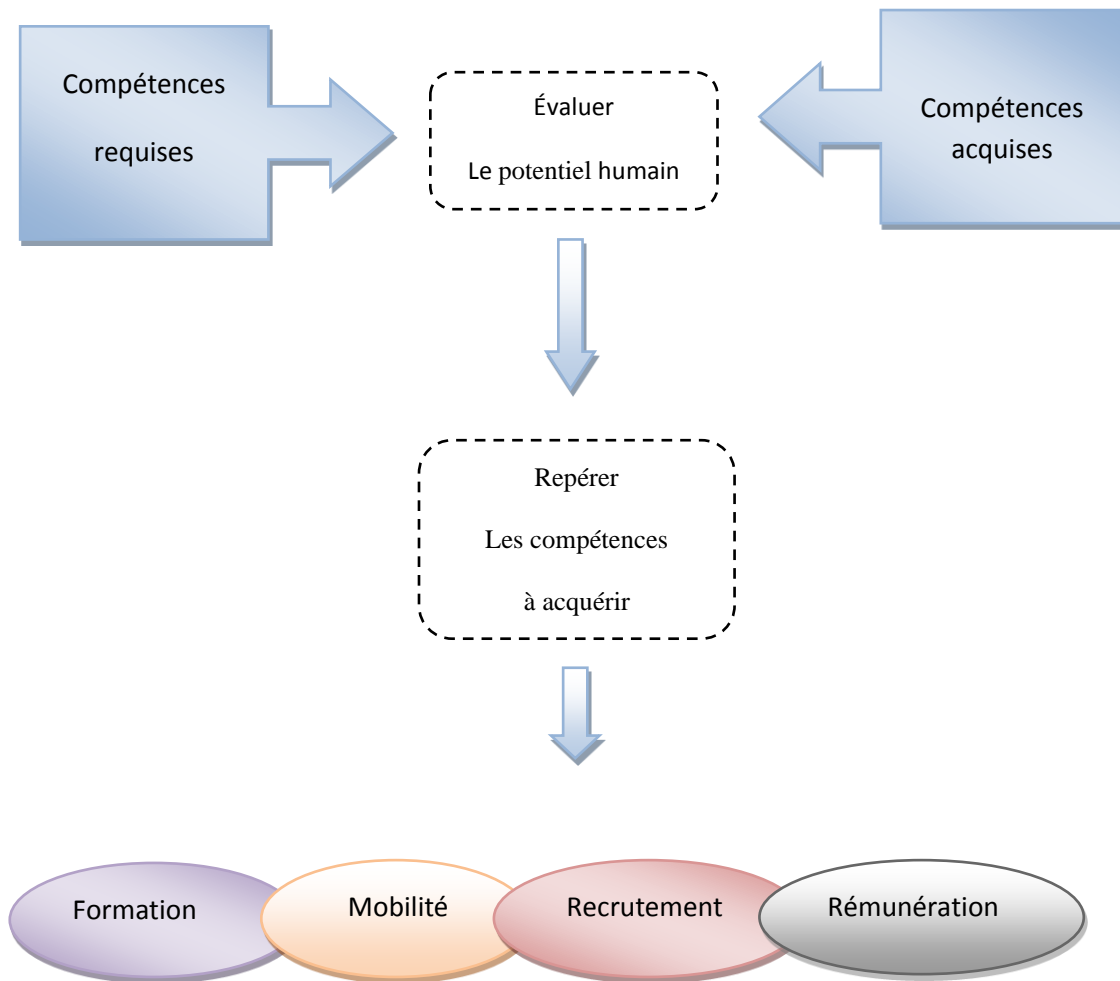 Compétences
requises
Évaluer
Le potentiel humain
Compétences
acquises
Repérer
Les compétences
à acquérir
Formation
Mobilité
Recrutement
Rémunération